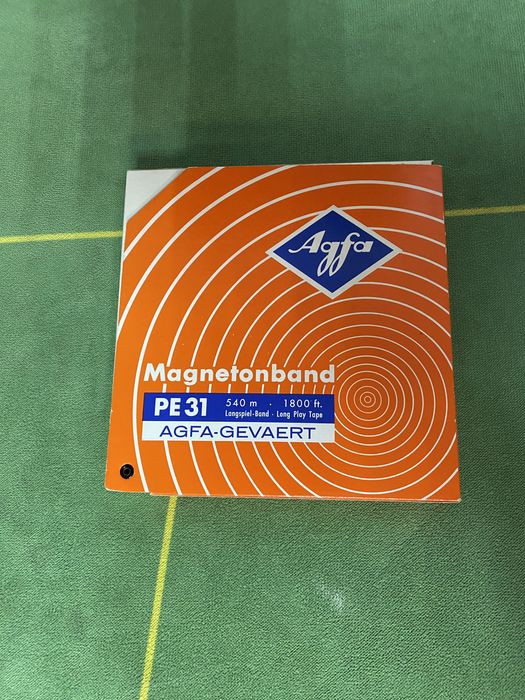 Agfa
Magnetonband
PE 31 540 m · 1800 ft.
Langspiel-Band · Long Play Tape
AGFA-GEVAERT